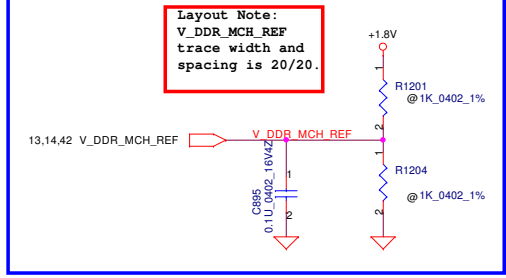 Layout Note:
V_DDR_MCH_REF
trace width and
spacing is 20/20.
+1.8V
1
R1201
@ 1K_0402_1%
2
13,14,42 V_DDR_MCH_REF
V_DDR_MCH_REF
1
R1204
@ 1K_0402_1%
2
1
C895
0.1U_0402_16V4Z
2